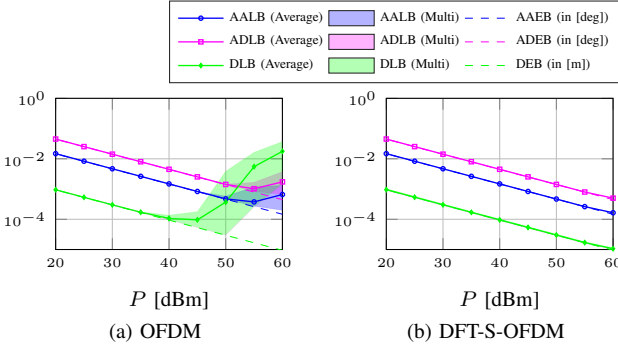 AALB (Average) AALB (Multi) AAEB (in [deg])
ADLB (Average) ADLB (Multi) ADEB (in [deg])
DLB (Average) DLB (Multi) DEB (in [m])
10^0 10^0
10^−2 10^−2
10^−4 10^−4
20 30 40 50 60 20 30 40 50 60
P [dBm] P [dBm]
(a) OFDM (b) DFT-S-OFDM